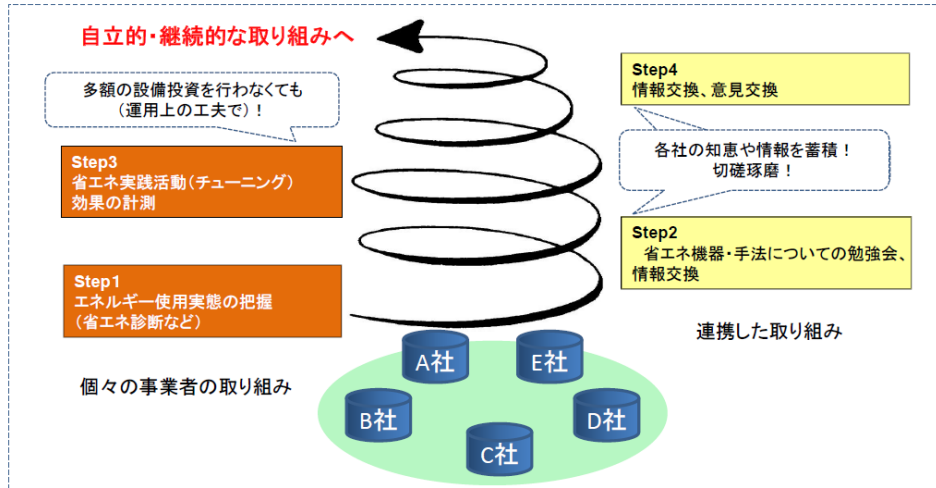 自立的・継続的な取り組みへ
多額の設備投資を行わなくても
（運用上の工夫で）！
Step3
省エネ実践活動（チューニング）
効果の計測
Step1
エネルギー使用実態の把握
（省エネ診断など）
個々の事業者の取り組み
Step4
情報交換、意見交換
各社の知恵や情報を蓄積！
切磋琢磨！
Step2
省エネ機器・手法についての勉強会、
情報交換
連携した取り組み
A社
E社
B社
D社
C社